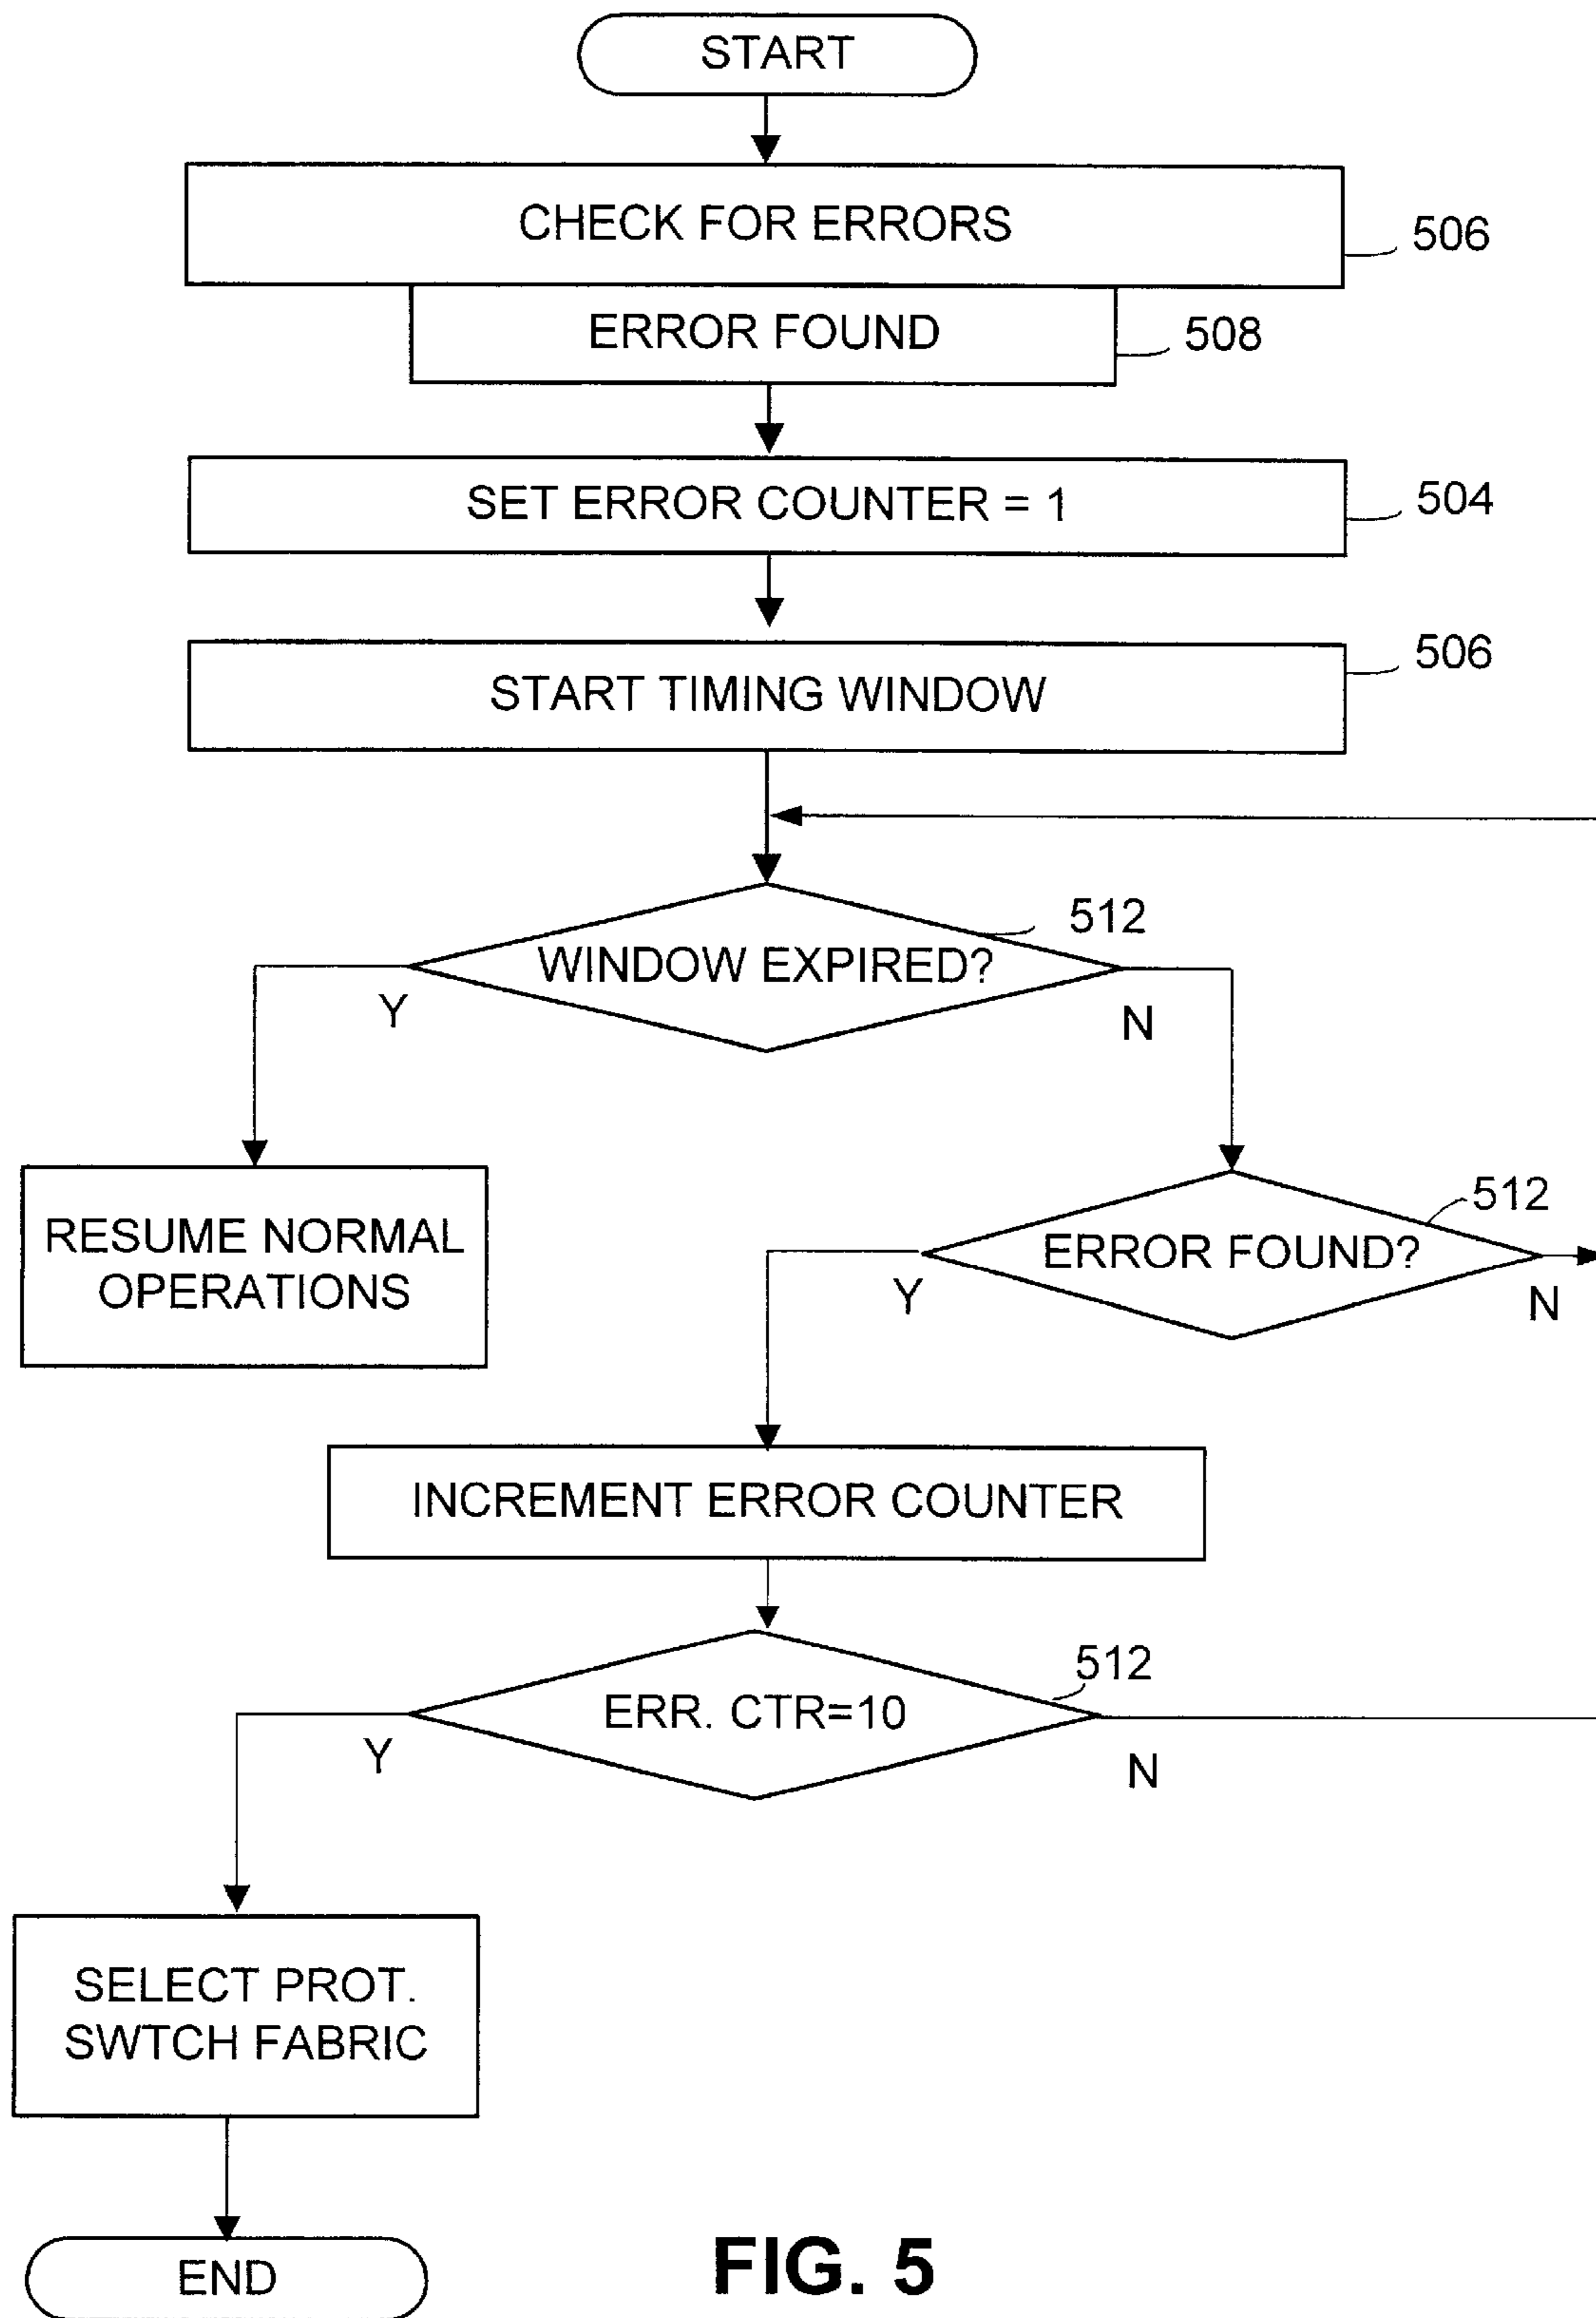 START
CHECK FOR ERRORS
506
ERROR FOUND
508
SET ERROR COUNTER = 1
504
START TIMING WINDOW
506
WINDOW EXPIRED?
512
Y
N
RESUME NORMAL
OPERATIONS
ERROR FOUND?
512
Y
N
INCREMENT ERROR COUNTER
ERR. CTR=10
512
Y
N
SELECT PROT.
SWTCH FABRIC
END
FIG. 5